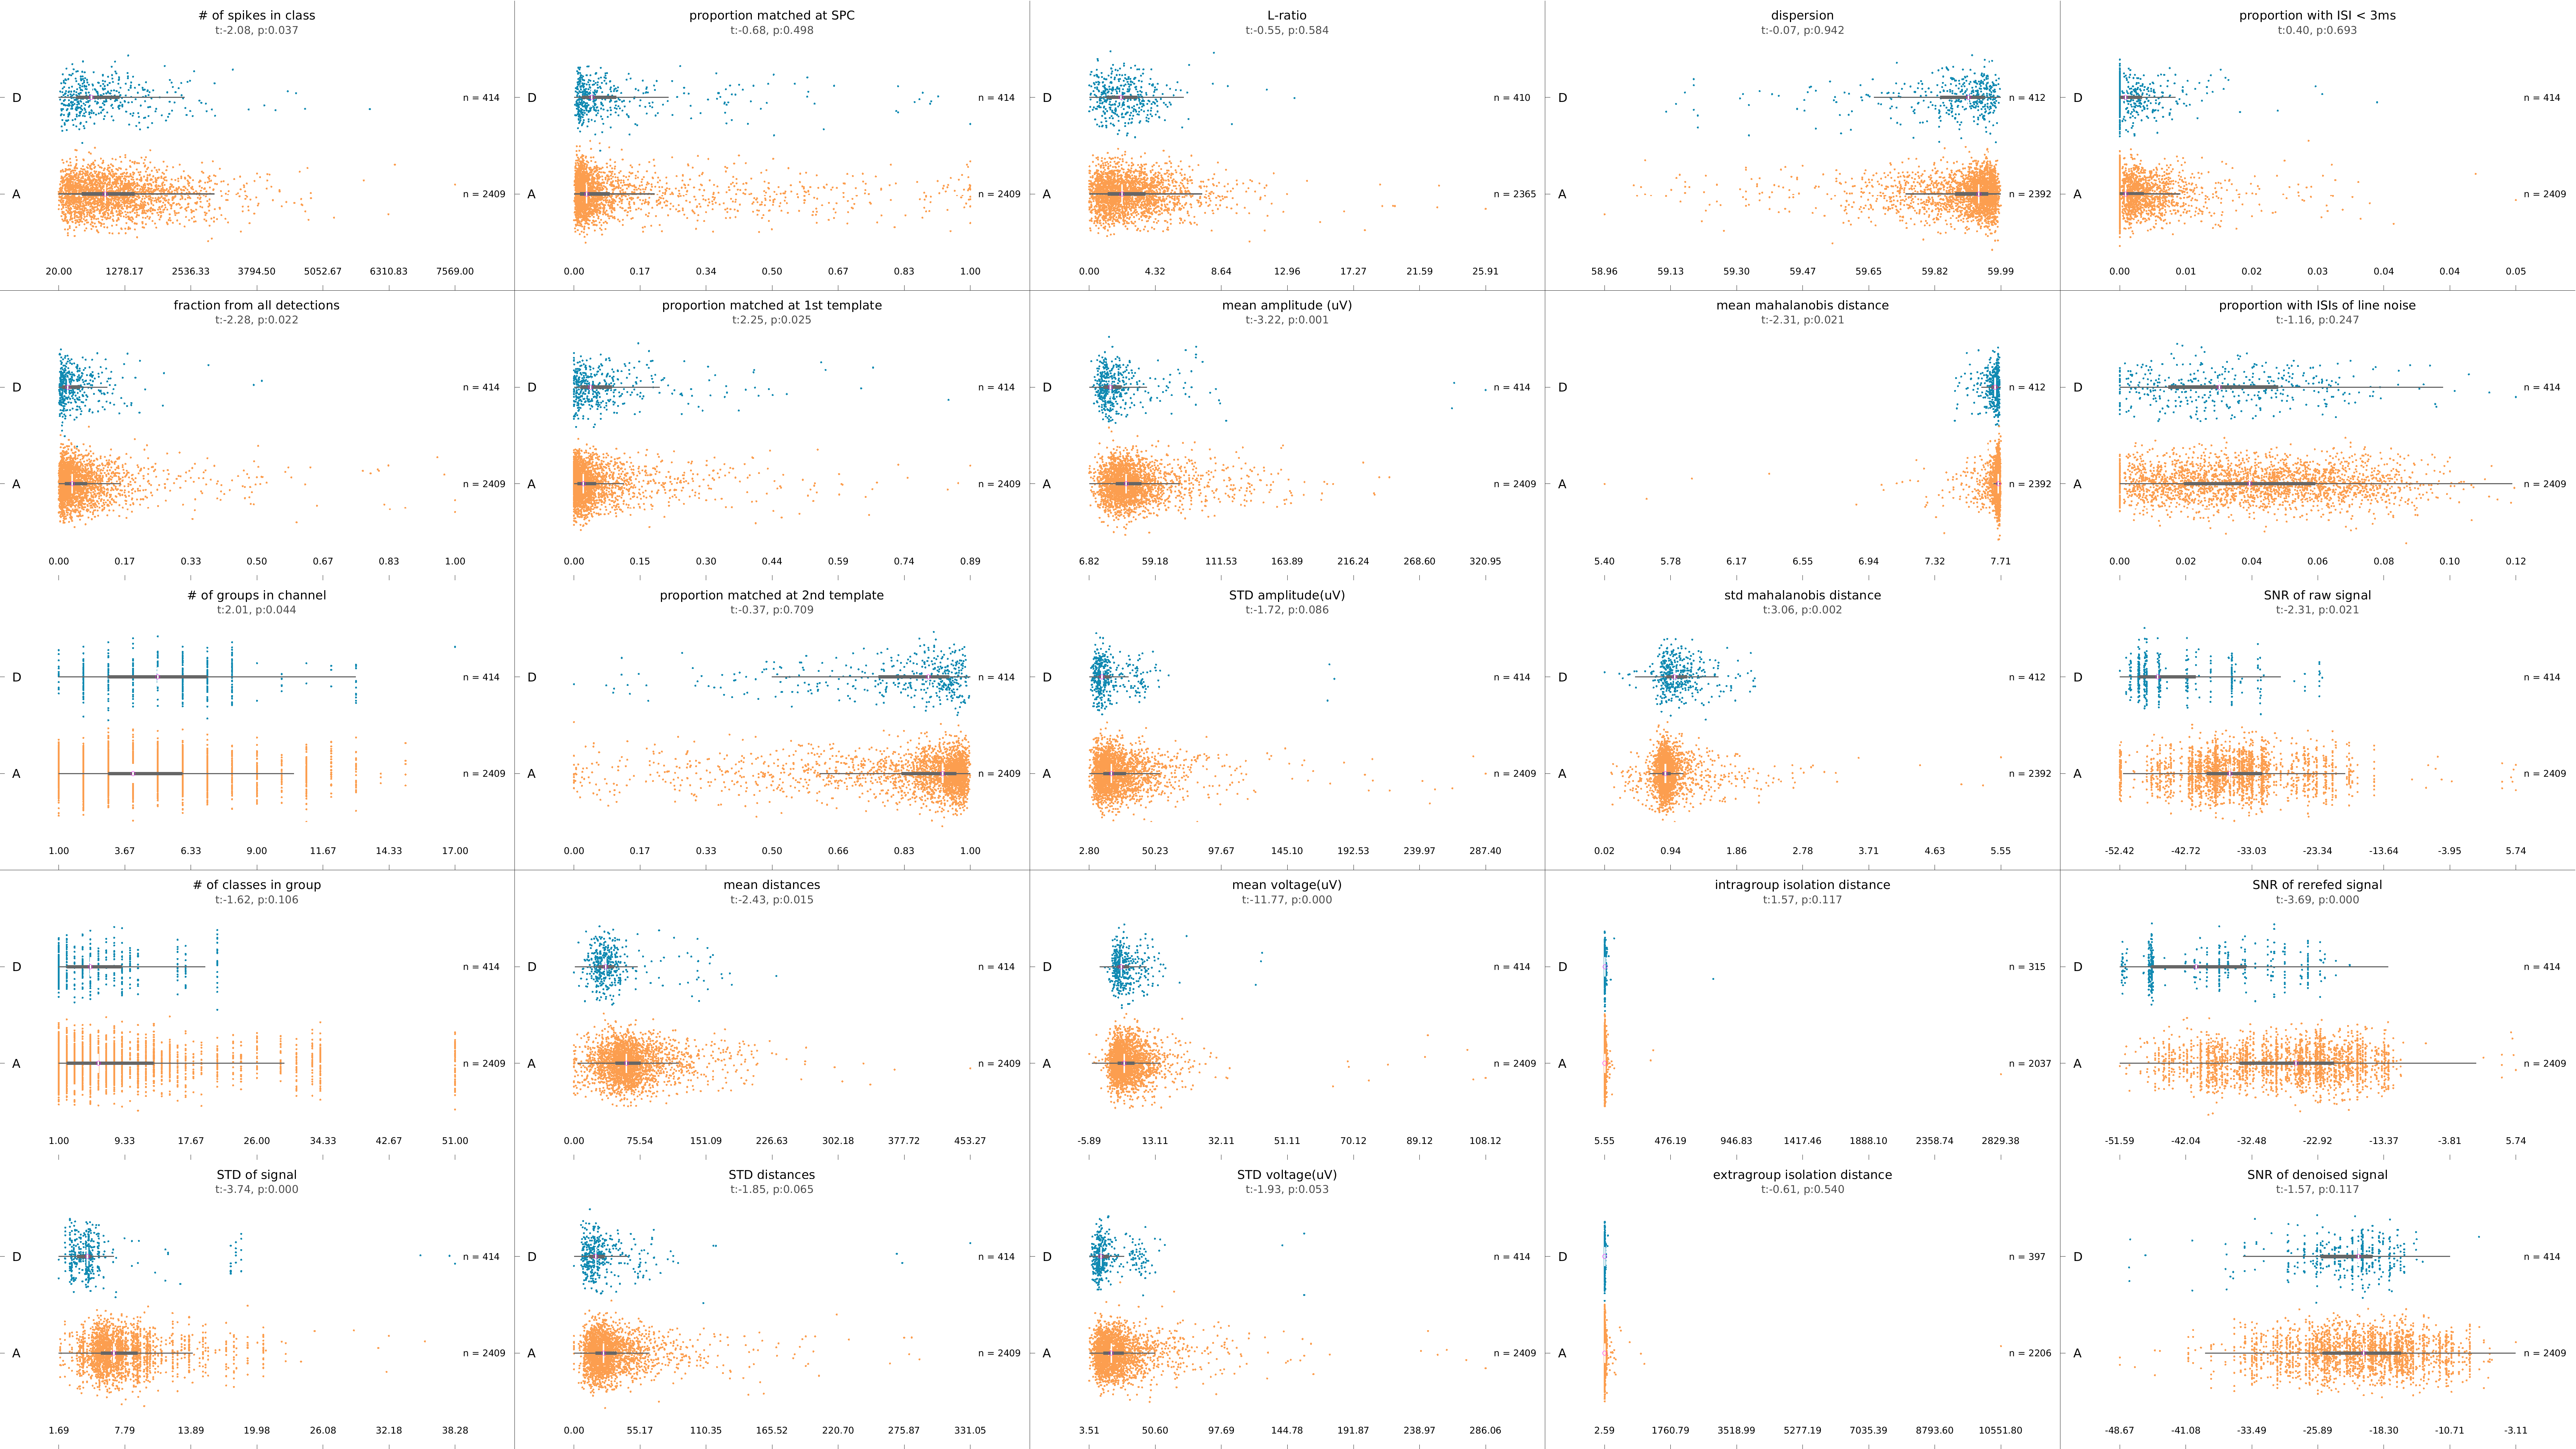 # of spikes in class
t:-2.08, p:0.037
D
n = 414
A
n = 2409
20.00 1278.17 2536.33 3794.50 5052.67 6310.83 7569.00
proportion matched at SPC
t:-0.68, p:0.498
D
n = 414
A
n = 2409
0.00 0.17 0.34 0.50 0.67 0.83 1.00
L-ratio
t:-0.55, p:0.584
D
n = 410
A
n = 2365
0.00 4.32 8.64 12.96 17.27 21.59 25.91
dispersion
t:-0.07, p:0.942
D
n = 412
A
n = 2392
58.96 59.13 59.30 59.47 59.65 59.82 59.99
proportion with ISI < 3ms
t:0.40, p:0.693
D
n = 414
A
n = 2409
0.00 0.01 0.02 0.03 0.04 0.04 0.05
fraction from all detections
t:-2.28, p:0.022
D
n = 414
A
n = 2409
0.00 0.17 0.33 0.50 0.67 0.83 1.00
proportion matched at 1st template
t:2.25, p:0.025
D
n = 414
A
n = 2409
0.00 0.15 0.30 0.44 0.59 0.74 0.89
mean amplitude (uV)
t:-3.22, p:0.001
D
n = 414
A
n = 2409
6.82 59.18 111.53 163.89 216.24 268.60 320.95
mean mahalanobis distance
t:-2.31, p:0.021
D
n = 412
A
n = 2392
5.40 5.78 6.17 6.55 6.94 7.32 7.71
proportion with ISIs of line noise
t:-1.16, p:0.247
D
n = 414
A
n = 2409
0.00 0.02 0.04 0.06 0.08 0.10 0.12
# of groups in channel
t:2.01, p:0.044
D
n = 414
A
n = 2409
1.00 3.67 6.33 9.00 11.67 14.33 17.00
proportion matched at 2nd template
t:-0.37, p:0.709
D
n = 414
A
n = 2409
0.00 0.17 0.33 0.50 0.66 0.83 1.00
STD amplitude(uV)
t:-1.72, p:0.086
D
n = 414
A
n = 2409
2.80 50.23 97.67 145.10 192.53 239.97 287.40
std mahalanobis distance
t:3.06, p:0.002
D
n = 412
A
n = 2392
0.02 0.94 1.86 2.78 3.71 4.63 5.55
SNR of raw signal
t:-2.31, p:0.021
D
n = 414
A
n = 2409
-52.42 -42.72 -33.03 -23.34 -13.64 -3.95 5.74
# of classes in group
t:-1.62, p:0.106
D
n = 414
A
n = 2409
1.00 9.33 17.67 26.00 34.33 42.67 51.00
mean distances
t:-2.43, p:0.015
D
n = 414
A
n = 2409
0.00 75.54 151.09 226.63 302.18 377.72 453.27
mean voltage(uV)
t:-11.77, p:0.000
D
n = 414
A
n = 2409
-5.89 13.11 32.11 51.11 70.12 89.12 108.12
intragroup isolation distance
t:1.57, p:0.117
D
n = 315
A
n = 2037
5.55 476.19 946.83 1417.46 1888.10 2358.74 2829.38
SNR of rerefed signal
t:-3.69, p:0.000
D
n = 414
A
n = 2409
-51.59 -42.04 -32.48 -22.92 -13.37 -3.81 5.74
STD of signal
t:-3.74, p:0.000
D
n = 414
A
n = 2409
1.69 7.79 13.89 19.98 26.08 32.18 38.28
STD distances
t:-1.85, p:0.065
D
n = 414
A
n = 2409
0.00 55.17 110.35 165.52 220.70 275.87 331.05
STD voltage(uV)
t:-1.93, p:0.053
D
n = 414
A
n = 2409
3.51 50.60 97.69 144.78 191.87 238.97 286.06
extragroup isolation distance
t:-0.61, p:0.540
D
n = 397
A
n = 2206
2.59 1760.79 3518.99 5277.19 7035.39 8793.60 10551.80
SNR of denoised signal
t:-1.57, p:0.117
D
n = 414
A
n = 2409
-48.67 -41.08 -33.49 -25.89 -18.30 -10.71 -3.11